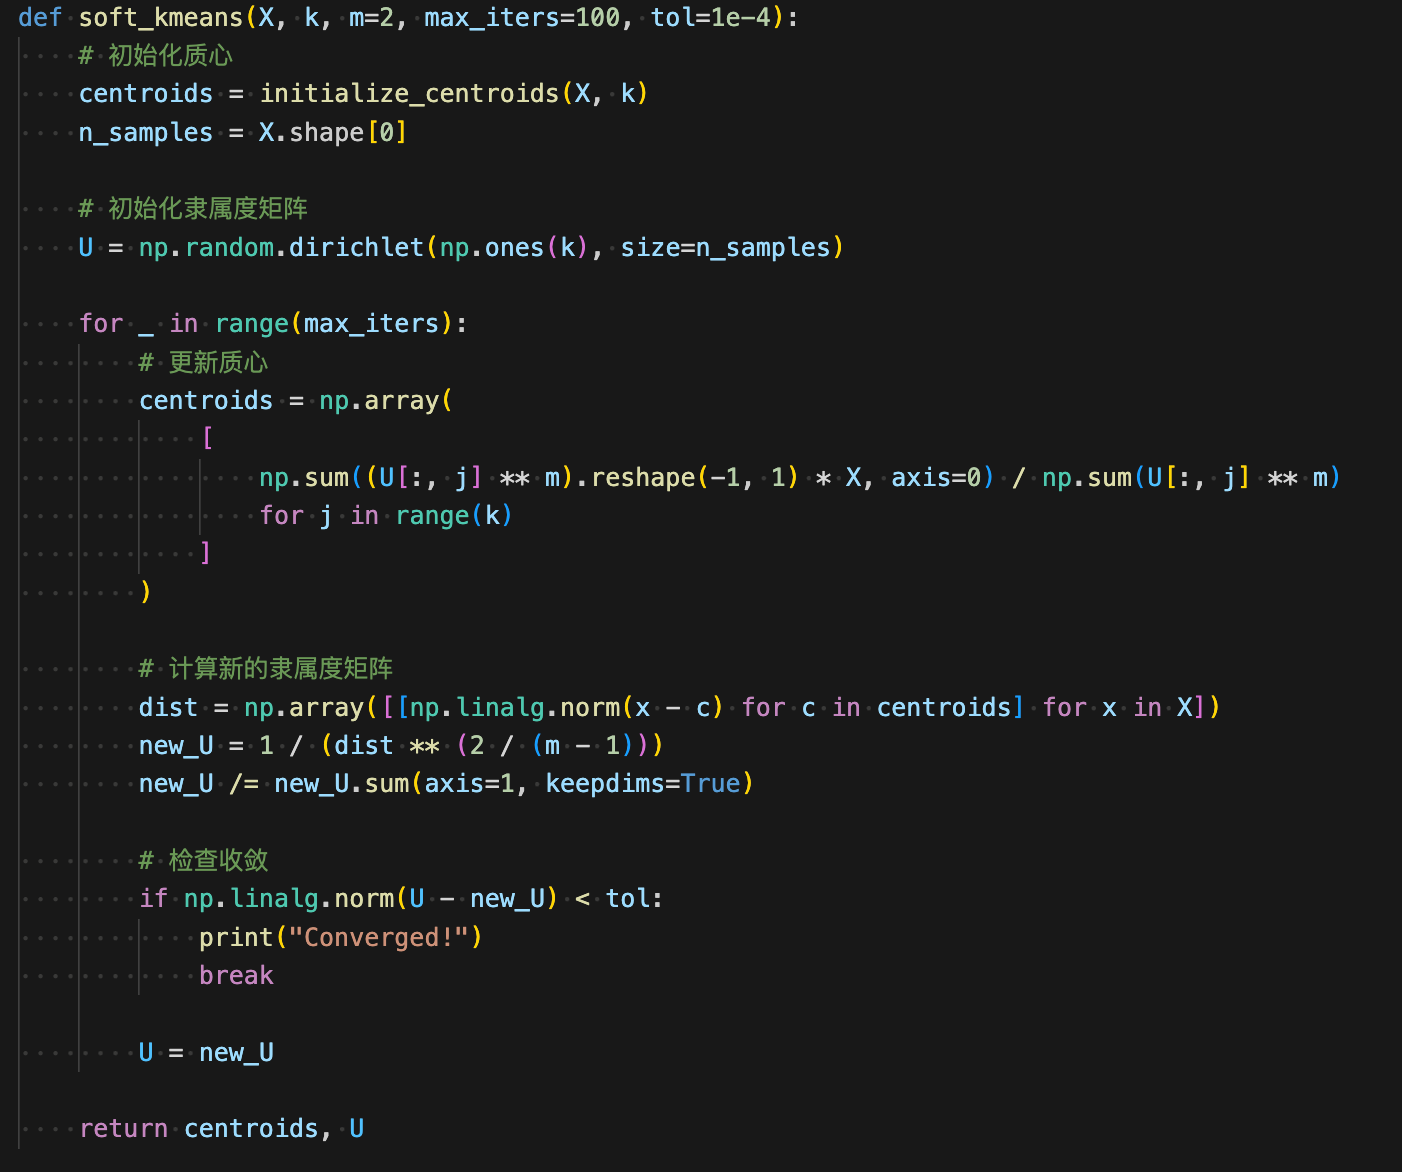 def soft_kmeans(X, k, m=2, max_iters=100, tol=1e-4):
    # 初始化质心
    centroids = initialize_centroids(X, k)
    n_samples = X.shape[0]

    # 初始化隶属度矩阵
    U = np.random.dirichlet(np.ones(k), size=n_samples)

    for _ in range(max_iters):
        # 更新质心
        centroids = np.array(
            [
                np.sum((U[:, j] ** m).reshape(-1, 1) * X, axis=0) / np.sum(U[:, j] ** m)
                for j in range(k)
            ]
        )

        # 计算新的隶属度矩阵
        dist = np.array([[np.linalg.norm(x - c) for c in centroids] for x in X])
        new_U = 1 / (dist ** (2 / (m - 1)))
        new_U /= new_U.sum(axis=1, keepdims=True)

        # 检查收敛
        if np.linalg.norm(U - new_U) < tol:
            print("Converged!")
            break

        U = new_U

    return centroids, U